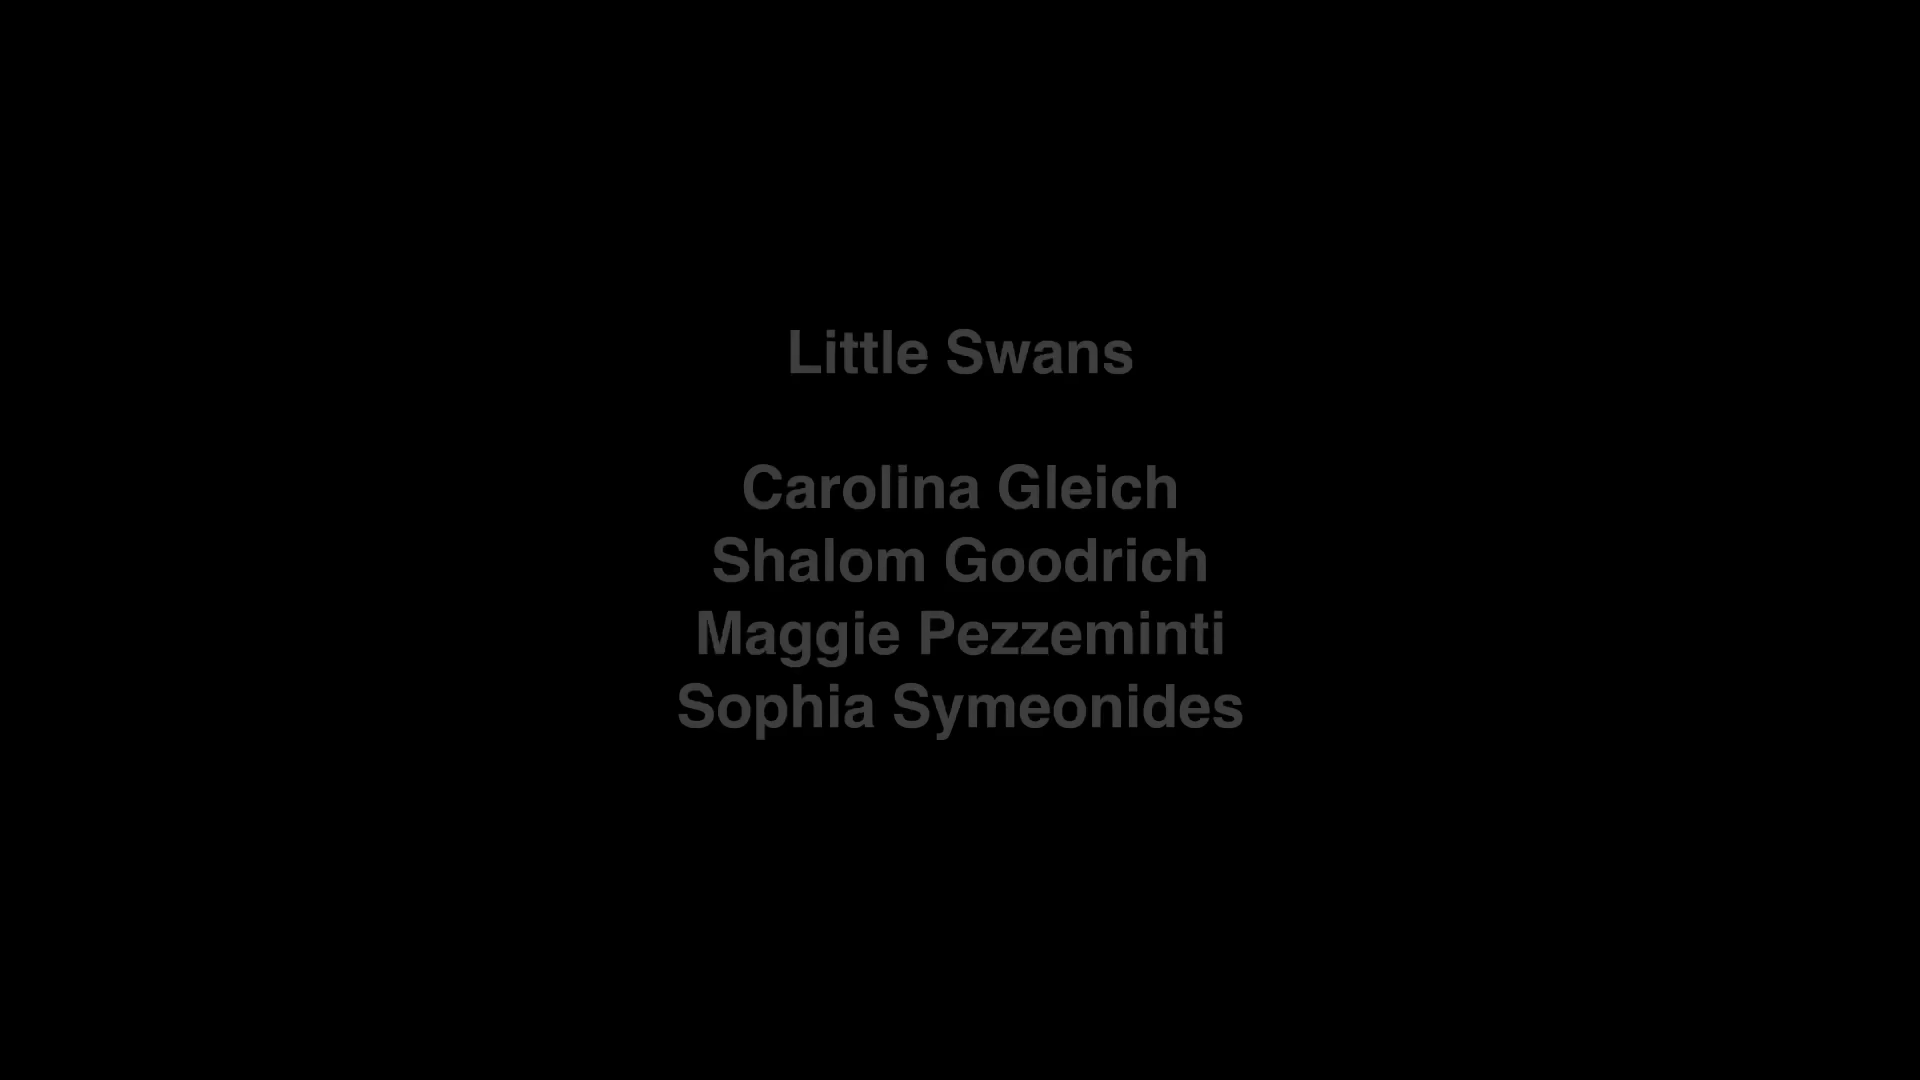 Little Swans
Carolina Gleich
Shalom Goodrich
Maggie Pezzeminti
Sophia Symeonides